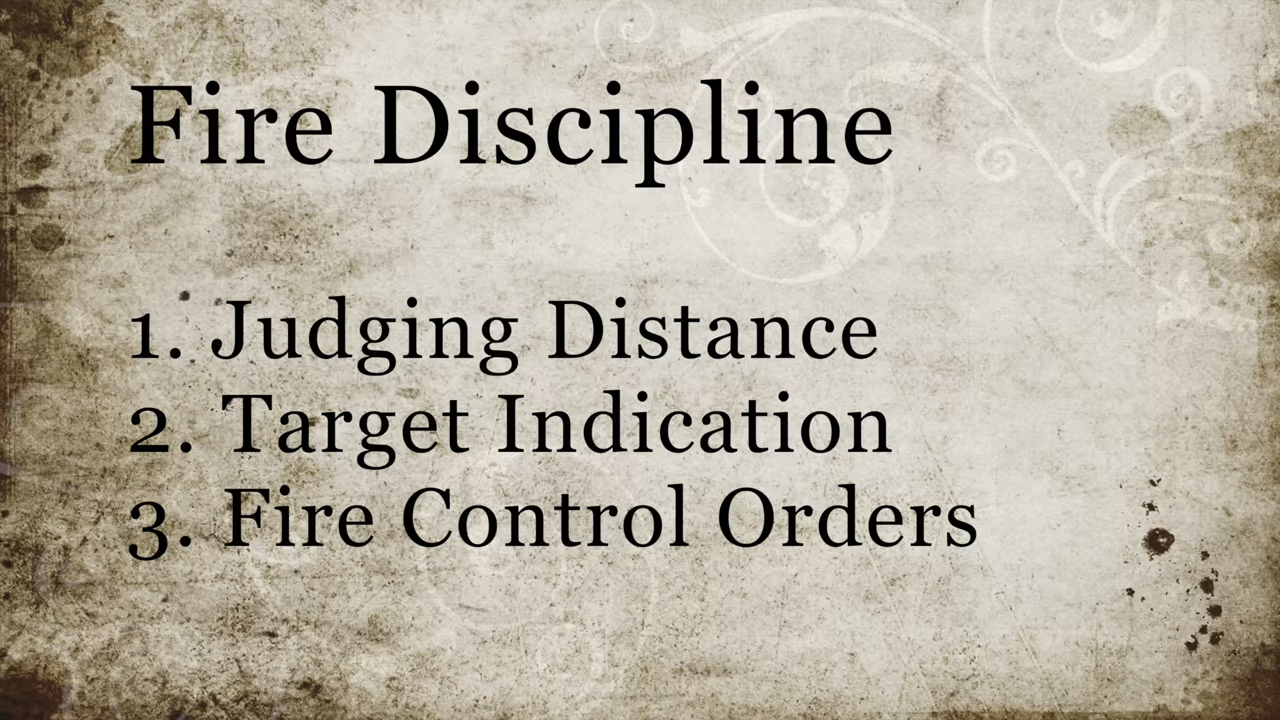 Fire Discipline
1. Judging Distance
2. Target Indication
3. Fire Control Orders